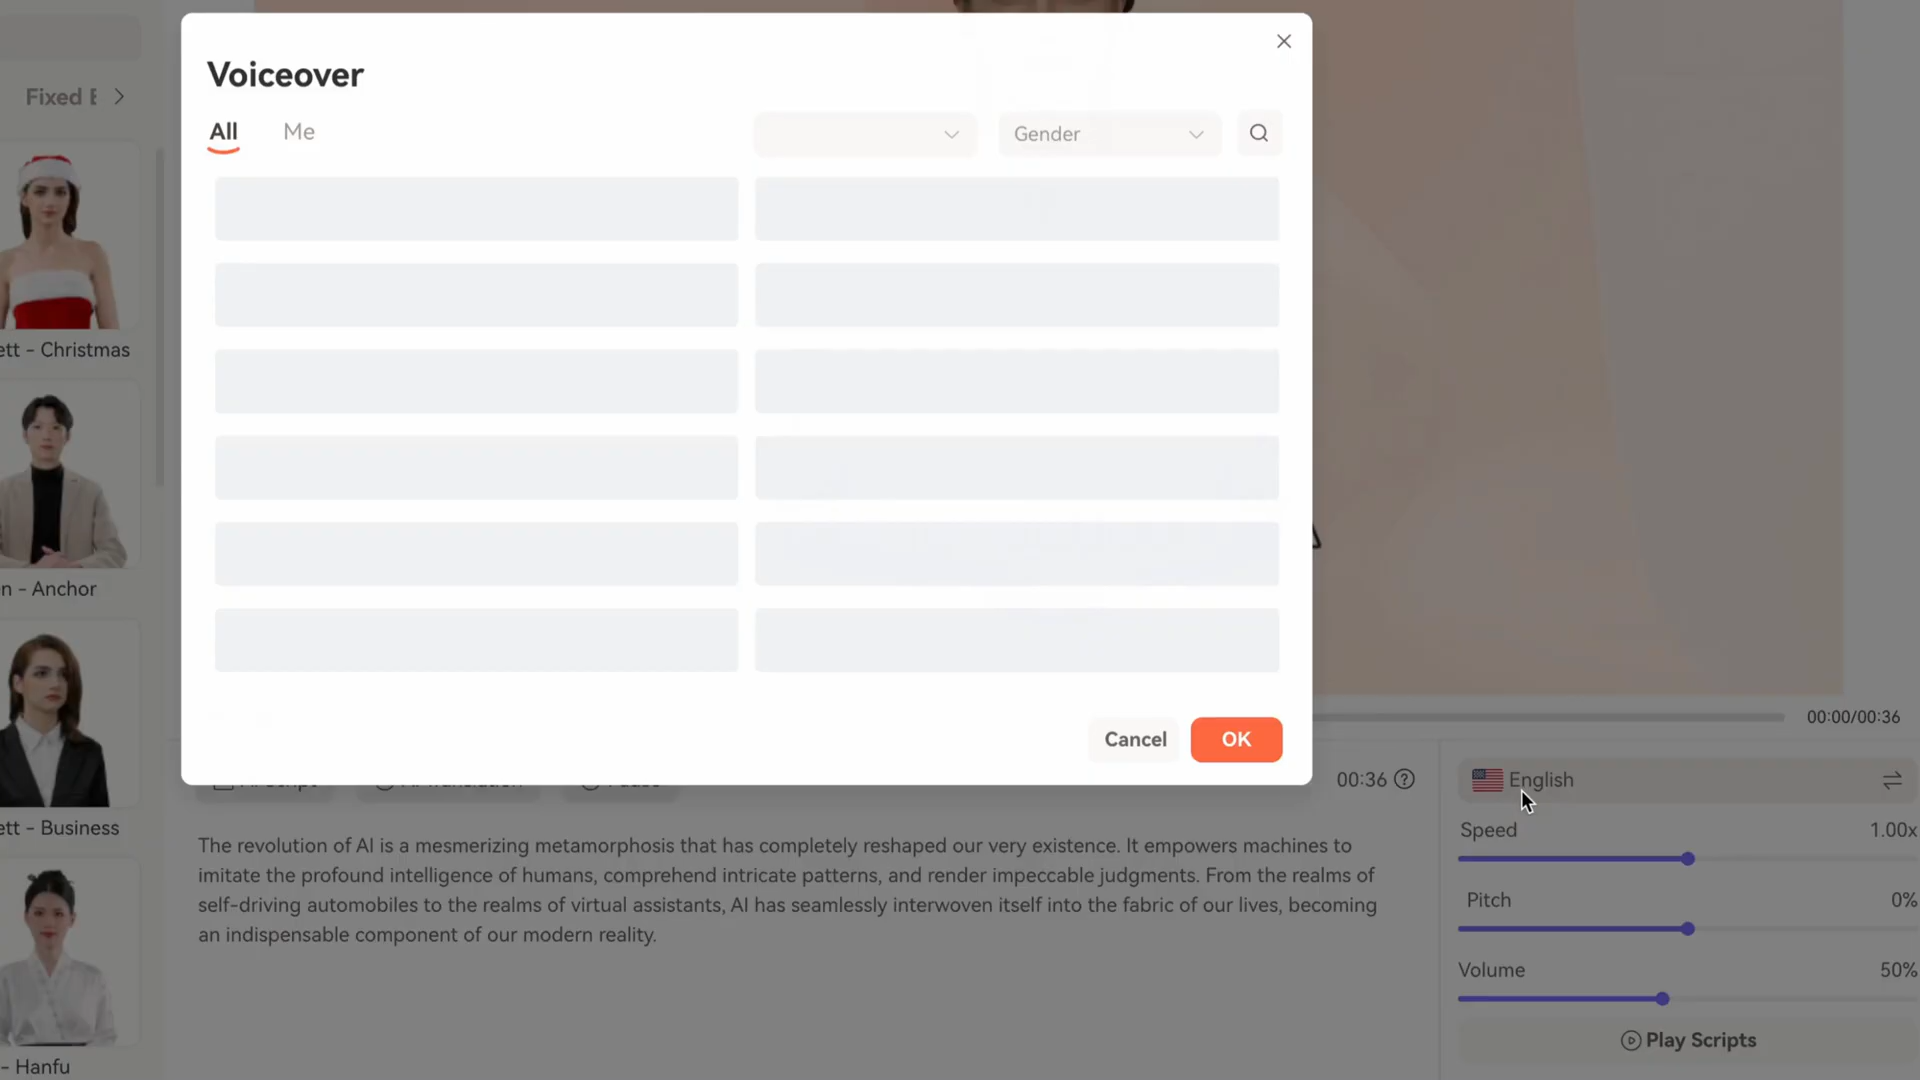 Voiceover
All
Me
Gender
Cancel
OK
Fixed
ett - Christmas
n - Anchor
ett - Business
- Hanfu
00:00/00:36
00:36
English
Speed
1.00x
Pitch
0%
Volume
50%
Play Scripts
The revolution of AI is a mesmerizing metamorphosis that has completely reshaped our very existence. It empowers machines to
imitate the profound intelligence of humans, comprehend intricate patterns, and render impeccable judgments. From the realms of
self-driving automobiles to the realms of virtual assistants, AI has seamlessly interwoven itself into the fabric of our lives, becoming
an indispensable component of our modern reality.